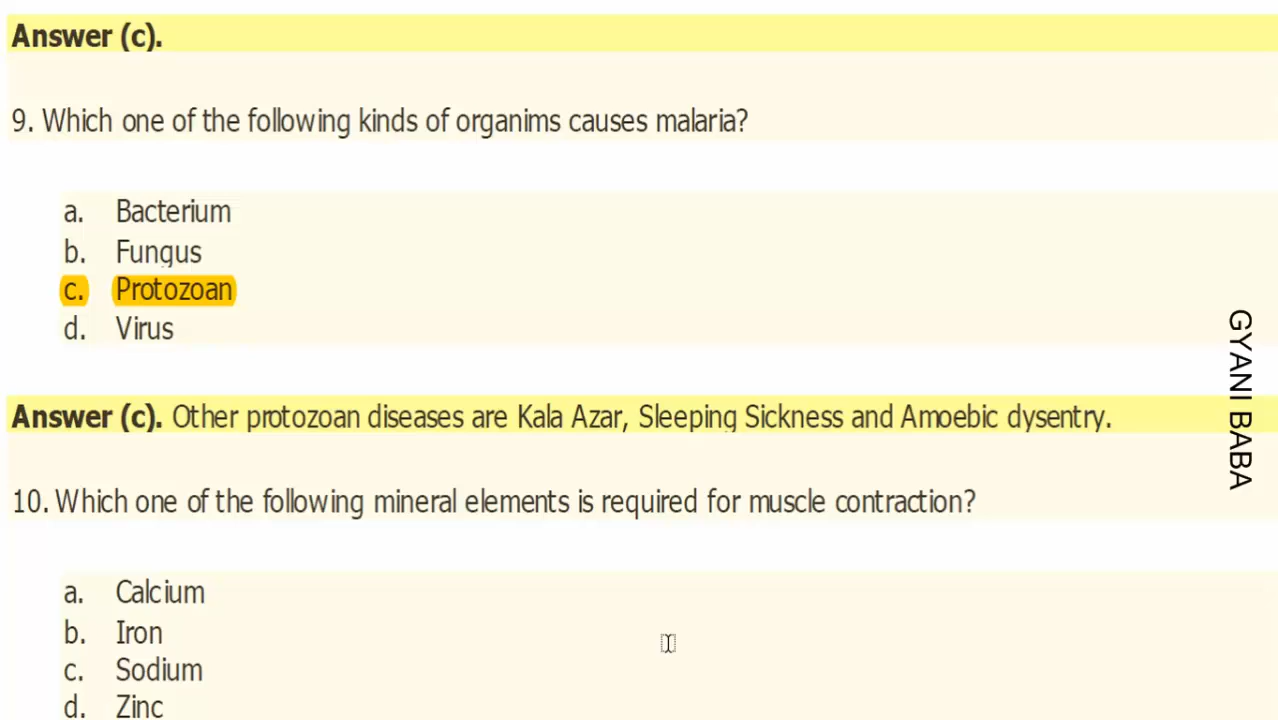 Answer (c).
9. Which one of the following kinds of organims causes malaria?
a. Bacterium
b. Fungus
c. Protozoan
d. Virus
Answer (c). Other protozoan diseases are Kala Azar, Sleeping Sickness and Amoebic dysentry.
10. Which one of the following mineral elements is required for muscle contraction?
a. Calcium
b. Iron
c. Sodium
d. Zinc
GYANI BABA